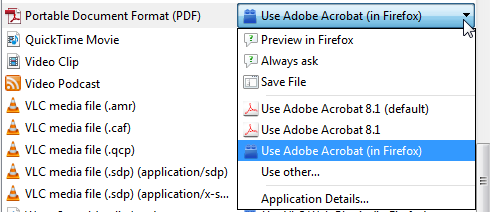 Portable Document Format (PDF)
Use Adobe Acrobat (in Firefox)
QuickTime Movie
Video Clip
Video Podcast
VLC media file (.amr)
VLC media file (.caf)
VLC media file (.qcp)
VLC media file (.sdp) (application/sdp)
VLC media file (.sdp) (application/x-s...
Preview in Firefox
Always ask
Save File
Use Adobe Acrobat 8.1 (default)
Use Adobe Acrobat 8.1
Use Adobe Acrobat (in Firefox)
Use other...
Application Details...